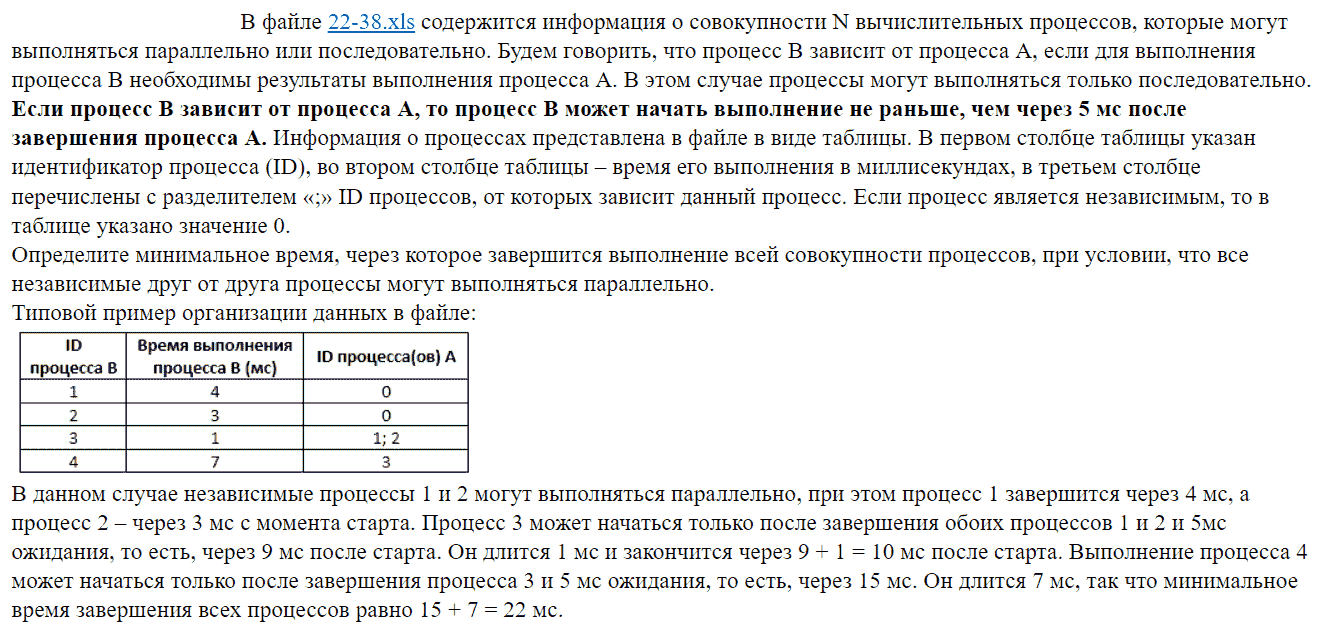 В файле 22-38.xls содержится информация о совокупности N вычислительных процессов, которые могут
выполняться параллельно или последовательно. Будем говорить, что процесс B зависит от процесса A, если для выполнения
процесса B необходимы результаты выполнения процесса A. В этом случае процессы могут выполняться только последовательно.
Если процесс B зависит от процесса A, то процесс B может начать выполнение не раньше, чем через 5 мс после
завершения процесса A. Информация о процессах представлена в файле в виде таблицы. В первом столбце таблицы указан
идентификатор процесса (ID), во втором столбце таблицы – время его выполнения в миллисекундах, в третьем столбце
перечислены с разделителем «;» ID процессов, от которых зависит данный процесс. Если процесс является независимым, то в
таблице указано значение 0.
Определите минимальное время, через которое завершится выполнение всей совокупности процессов, при условии, что все
независимые друг от друга процессы могут выполняться параллельно.
Типовой пример организации данных в файле:
ID процесса B Время выполнения процесса B (мс) ID процесса(ов) A
1 4 0
2 3 0
3 1 1; 2
4 7 3
В данном случае независимые процессы 1 и 2 могут выполняться параллельно, при этом процесс 1 завершится через 4 мс, а
процесс 2 – через 3 мс с момента старта. Процесс 3 может начаться только после завершения обоих процессов 1 и 2 и 5мс
ожидания, то есть, через 9 мс после старта. Он длится 1 мс и закончится через 9 + 1 = 10 мс после старта. Выполнение процесса 4
может начаться только после завершения процесса 3 и 5 мс ожидания, то есть, через 15 мс. Он длится 7 мс, так что минимальное
время завершения всех процессов равно 15 + 7 = 22 мс.